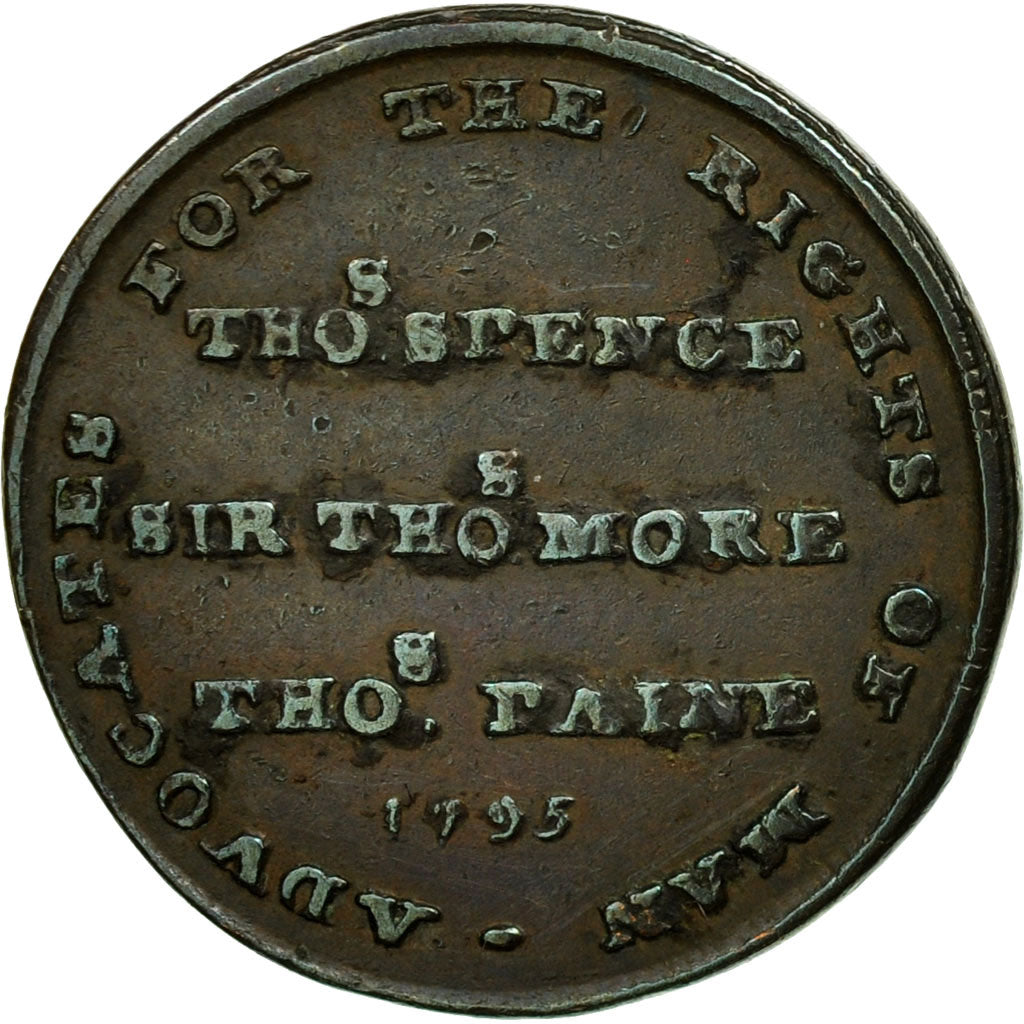 ADVOCATES FOR THE RIGHTS OF MAN -
THOS. SPENCE
SIR THOS MORE
THOS. PAINE
1795